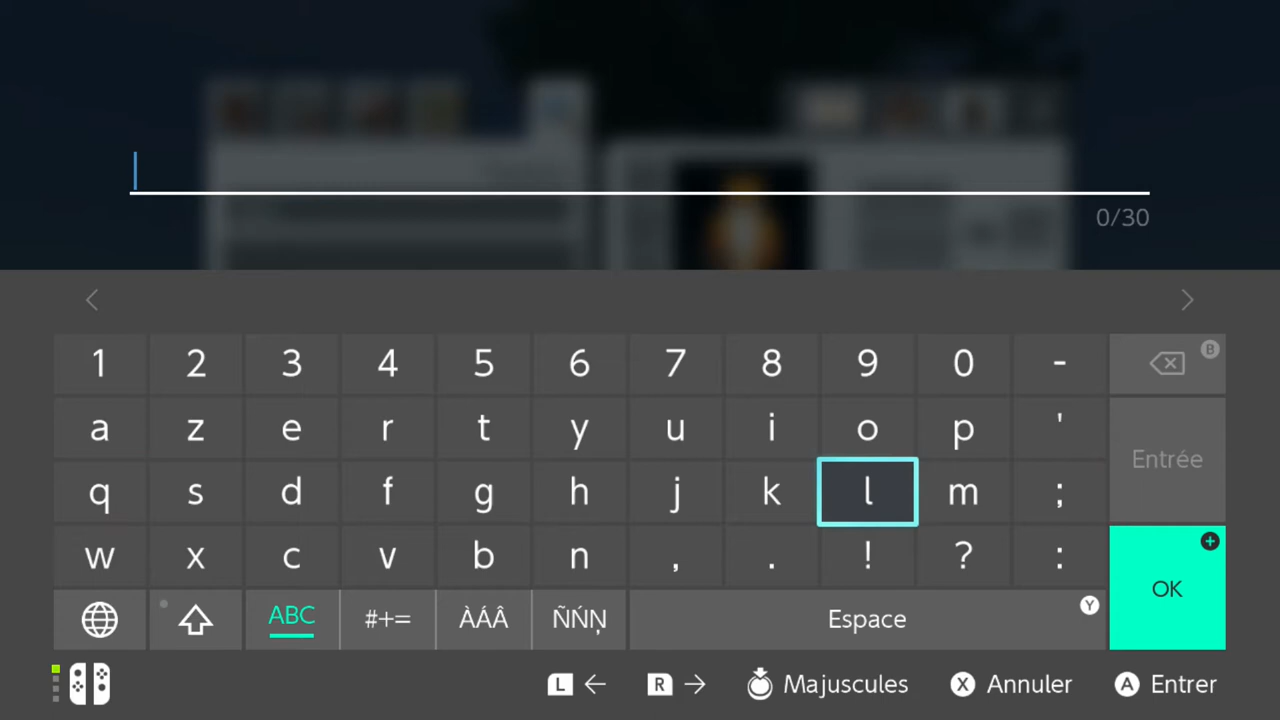 0/30
1 2 3 4 5 6 7 8 9 0 - B
a z e r t y u i o p '
Entrée
q s d f g h j k l m ;
w x c v b n , . ! ? :
OK
ABC #+= ÀÁÂ ÑŃŅ Espace Y
L ← R → Majuscules X Annuler A Entrer